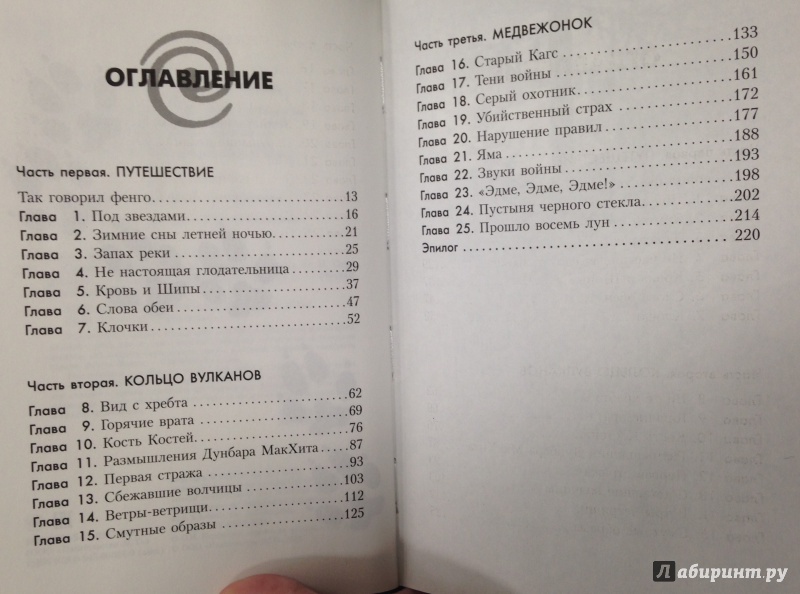 ОГЛАВЛЕНИЕ
Часть первая. ПУТЕШЕСТВИЕ
Так говорил фенго. 13
Глава 1. Под звездами. 16
Глава 2. Зимние сны летней ночью. 21
Глава 3. Запах реки 25
Глава 4. Не настоящая глодательница 29
Глава 5. Кровь и Шипы 41
Глава 6. Слова обеи 47
Глава 7. Клочки 52
Часть вторая. КОЛЬЦО ВУЛКАНОВ
Глава 8. Вид с хребта 62
Глава 9. Горячие врата 69
Глава 10. Кость Костей. 76
Глава 11. Размышления Дунбара МакХита 87
Глава 12. Первая стража 93
Глава 13. Сбежавшие волчицы 103
Глава 14. Ветры-ветрищи. 112
Глава 15. Смутные образы 125
Часть третья. МЕДВЕЖОНОК
Глава 16. Старый Кагс 133
Глава 17. Тени войны 150
Глава 18. Серый охотник. 161
Глава 19. Убийственный страх 172
Глава 20. Нарушение правил 177
Глава 21. Яма 188
Глава 22. Звуки войны 193
Глава 23. «Эдме, Эдме, Эдме!» 198
Глава 24. Пустыня черного стекла. 202
Глава 25. Прошло восемь лун 214
Эпилог 220
лабиринт.ру